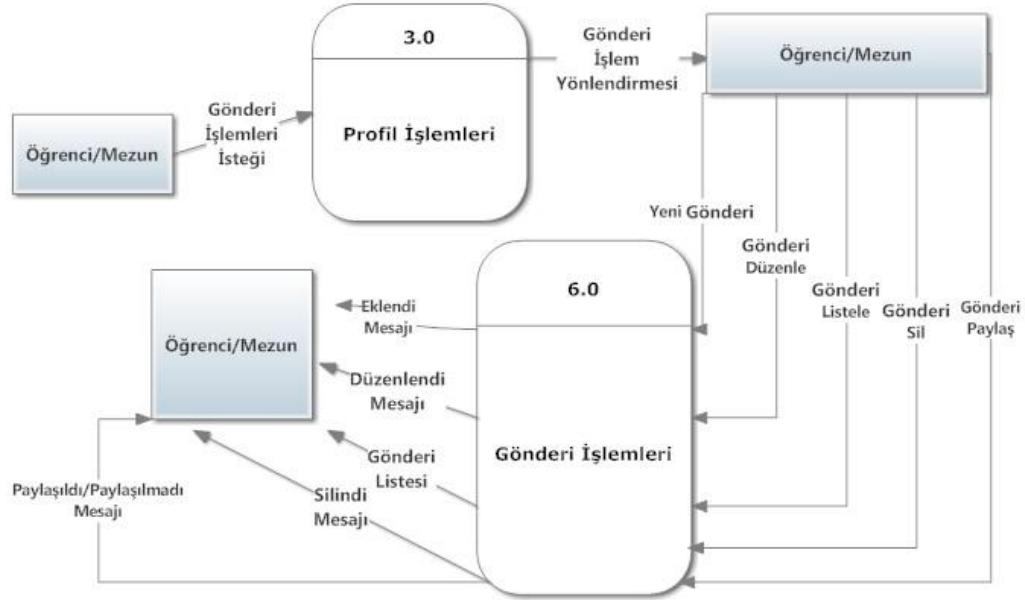 3.0
Profil İşlemleri
Gönderi
İşlem
Yönlendirmesi
Öğrenci/Mezun
Öğrenci/Mezun
Gönderi
İşlemleri
İsteği
Yeni Gönderi
Gönderi
Düzenle
Gönderi
Listele
Gönderi
Sil
Gönderi
Paylaş
6.0
Gönderi İşlemleri
Öğrenci/Mezun
Eklendi
Mesajı
Düzenlendi
Mesajı
Gönderi
Listesi
Silindi
Mesajı
Paylaşıldı/Paylaşılmadı
Mesajı